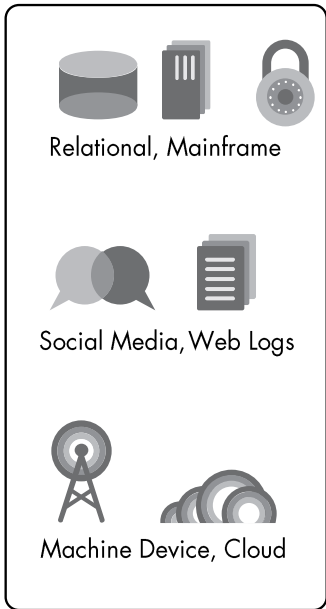 Relational, Mainframe
Social Media, Web Logs
Machine Device, Cloud